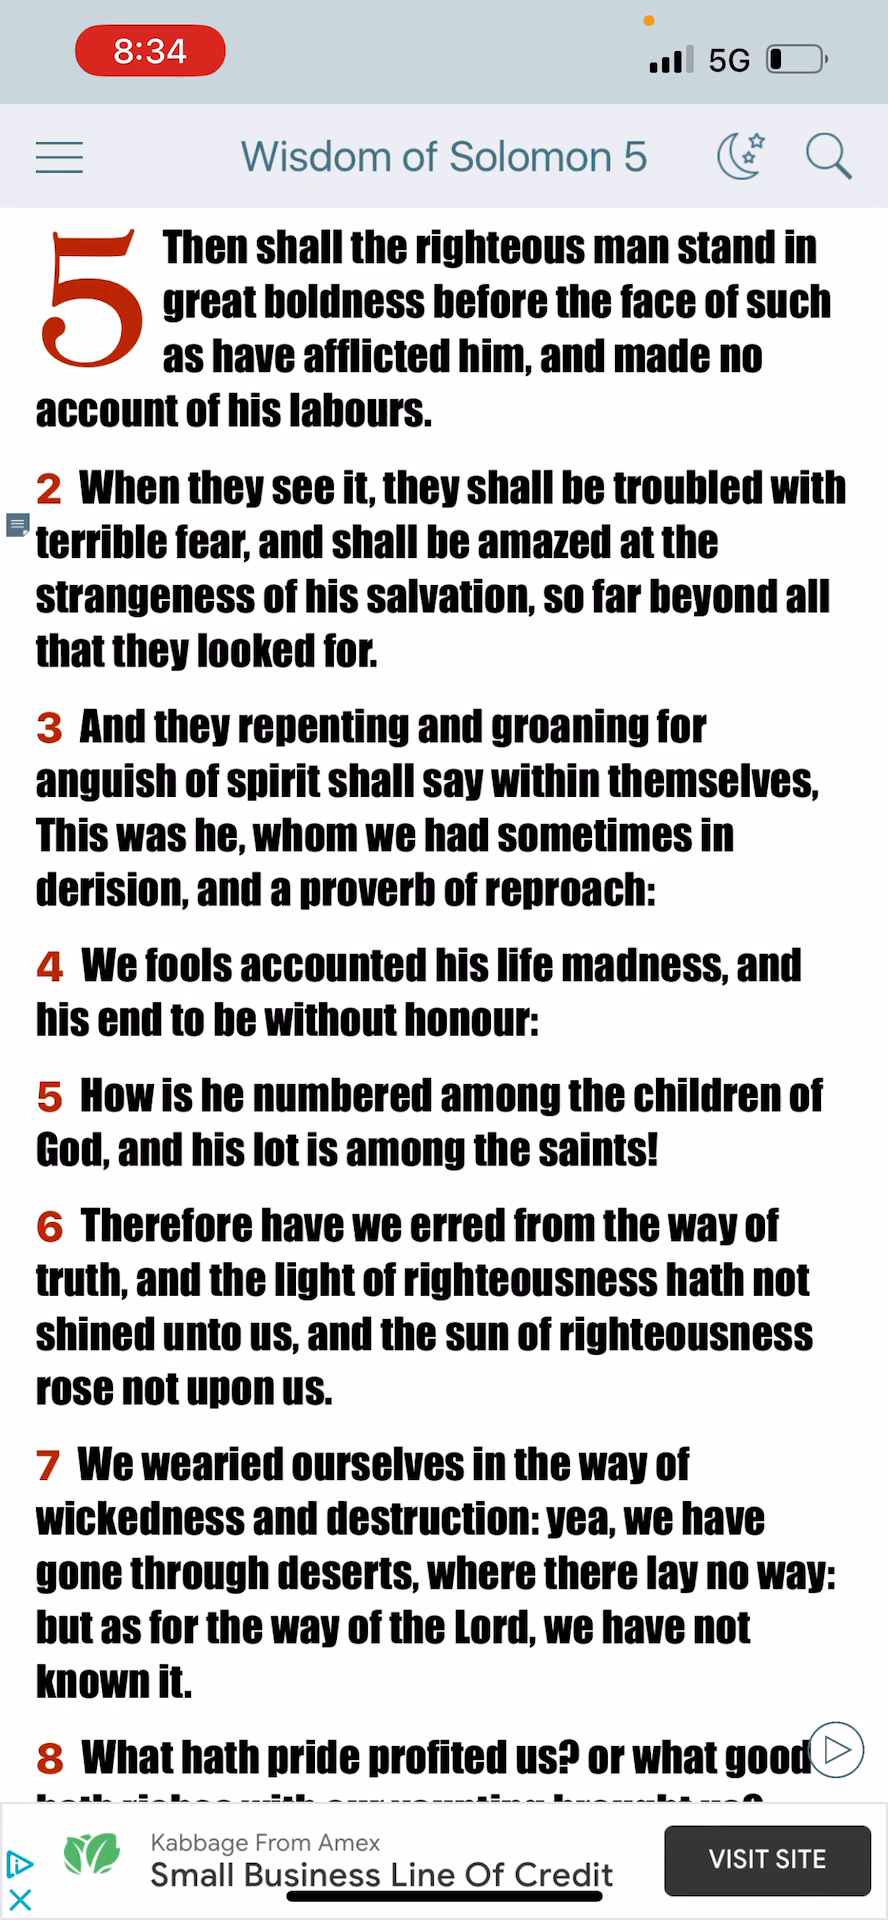 8:34
5G
Wisdom of Solomon 5
5 Then shall the righteous man stand in
great boldness before the face of such
as have afflicted him, and made no
account of his labours.
2 When they see it, they shall be troubled with
terrible fear, and shall be amazed at the
strangeness of his salvation, so far beyond all
that they looked for.
3 And they repenting and groaning for
anguish of spirit shall say within themselves,
This was he, whom we had sometimes in
derision, and a proverb of reproach:
4 We fools accounted his life madness, and
his end to be without honour:
5 How is he numbered among the children of
God, and his lot is among the saints!
6 Therefore have we erred from the way of
truth, and the light of righteousness hath not
shined unto us, and the sun of righteousness
rose not upon us.
7 We wearied ourselves in the way of
wickedness and destruction: yea, we have
gone through deserts, where there lay no way:
but as for the way of the Lord, we have not
known it.
8 What hath pride profited us? or what good
hath riches with our vaunting brought us?
Kabbage From Amex
Small Business Line Of Credit
VISIT SITE